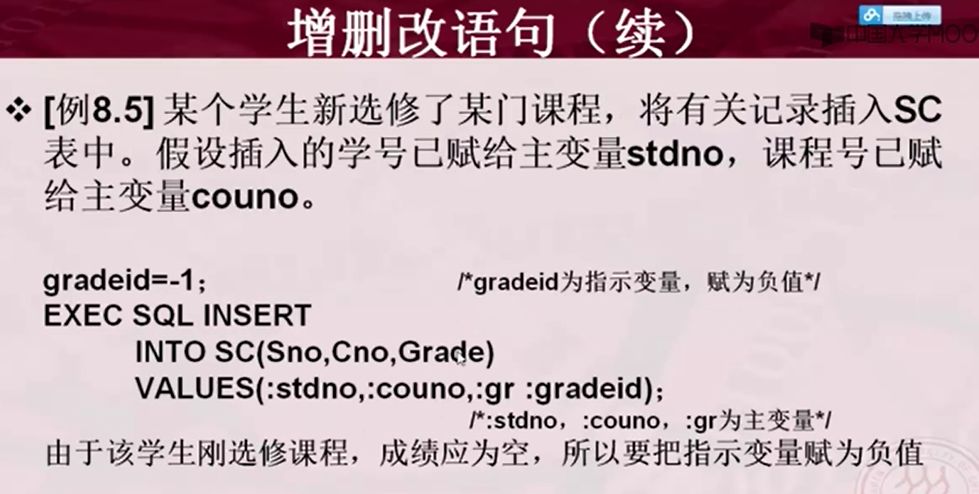 增删改语句（续）
拖拽上传
中国大学MOO
❖ [例8.5] 某个学生新选修了某门课程，将有关记录插入SC
表中。假设插入的学号已赋给主变量stdno，课程号已赋
给主变量couno。
gradeid=-1； /*gradeid为指示变量，赋为负值*/
EXEC SQL INSERT
INTO SC(Sno,Cno,Grade)
VALUES(:stdno,:couno,:gr :gradeid)；
/*:stdno，:couno，:gr为主变量*/
由于该学生刚选修课程，成绩应为空，所以要把指示变量赋为负值